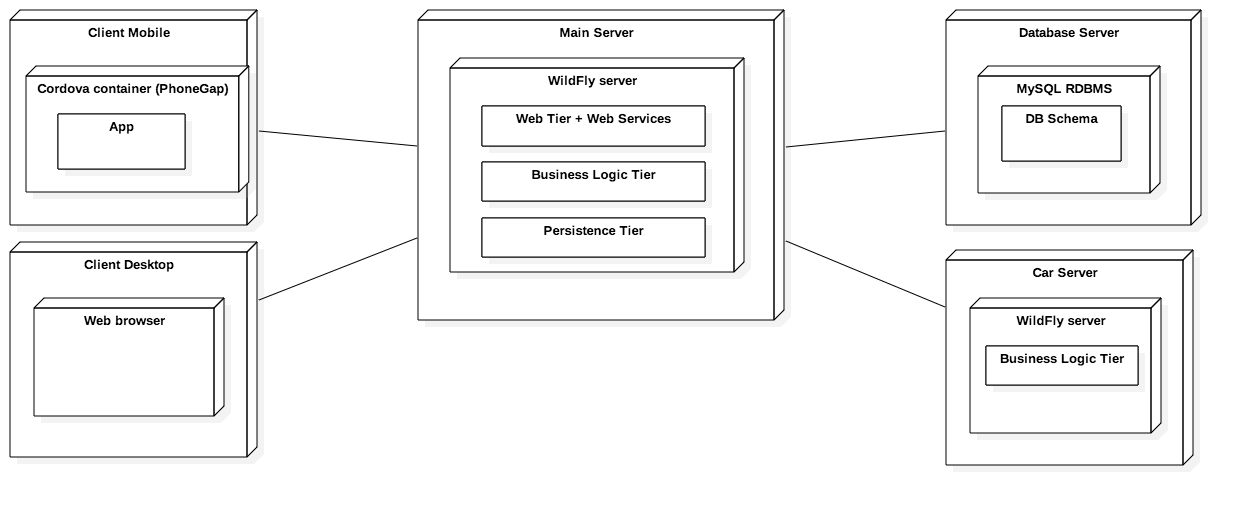 Client Mobile
Cordova container (PhoneGap)
App
Client Desktop
Web browser
Main Server
WildFly server
Web Tier + Web Services
Business Logic Tier
Persistence Tier
Database Server
MySQL RDBMS
DB Schema
Car Server
WildFly server
Business Logic Tier